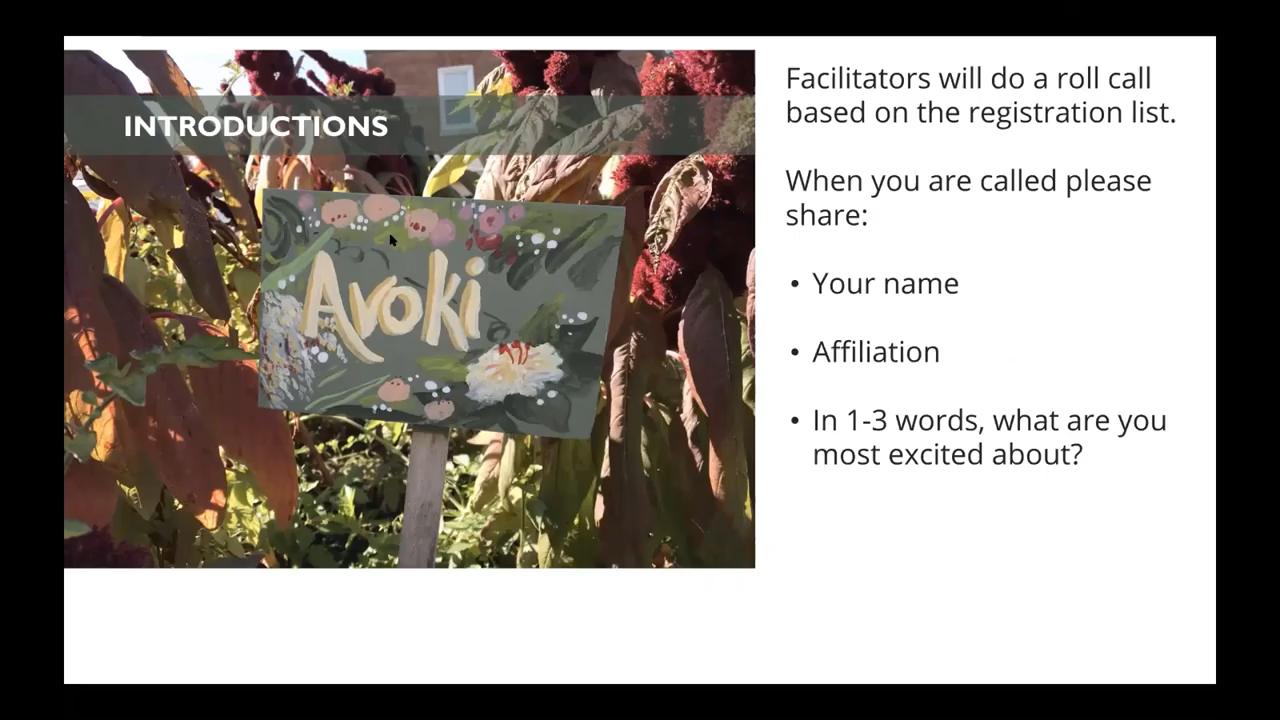 INTRODUCTIONS
Avoki
Facilitators will do a roll call
based on the registration list.
When you are called please
share:
• Your name
• Affiliation
• In 1-3 words, what are you
most excited about?